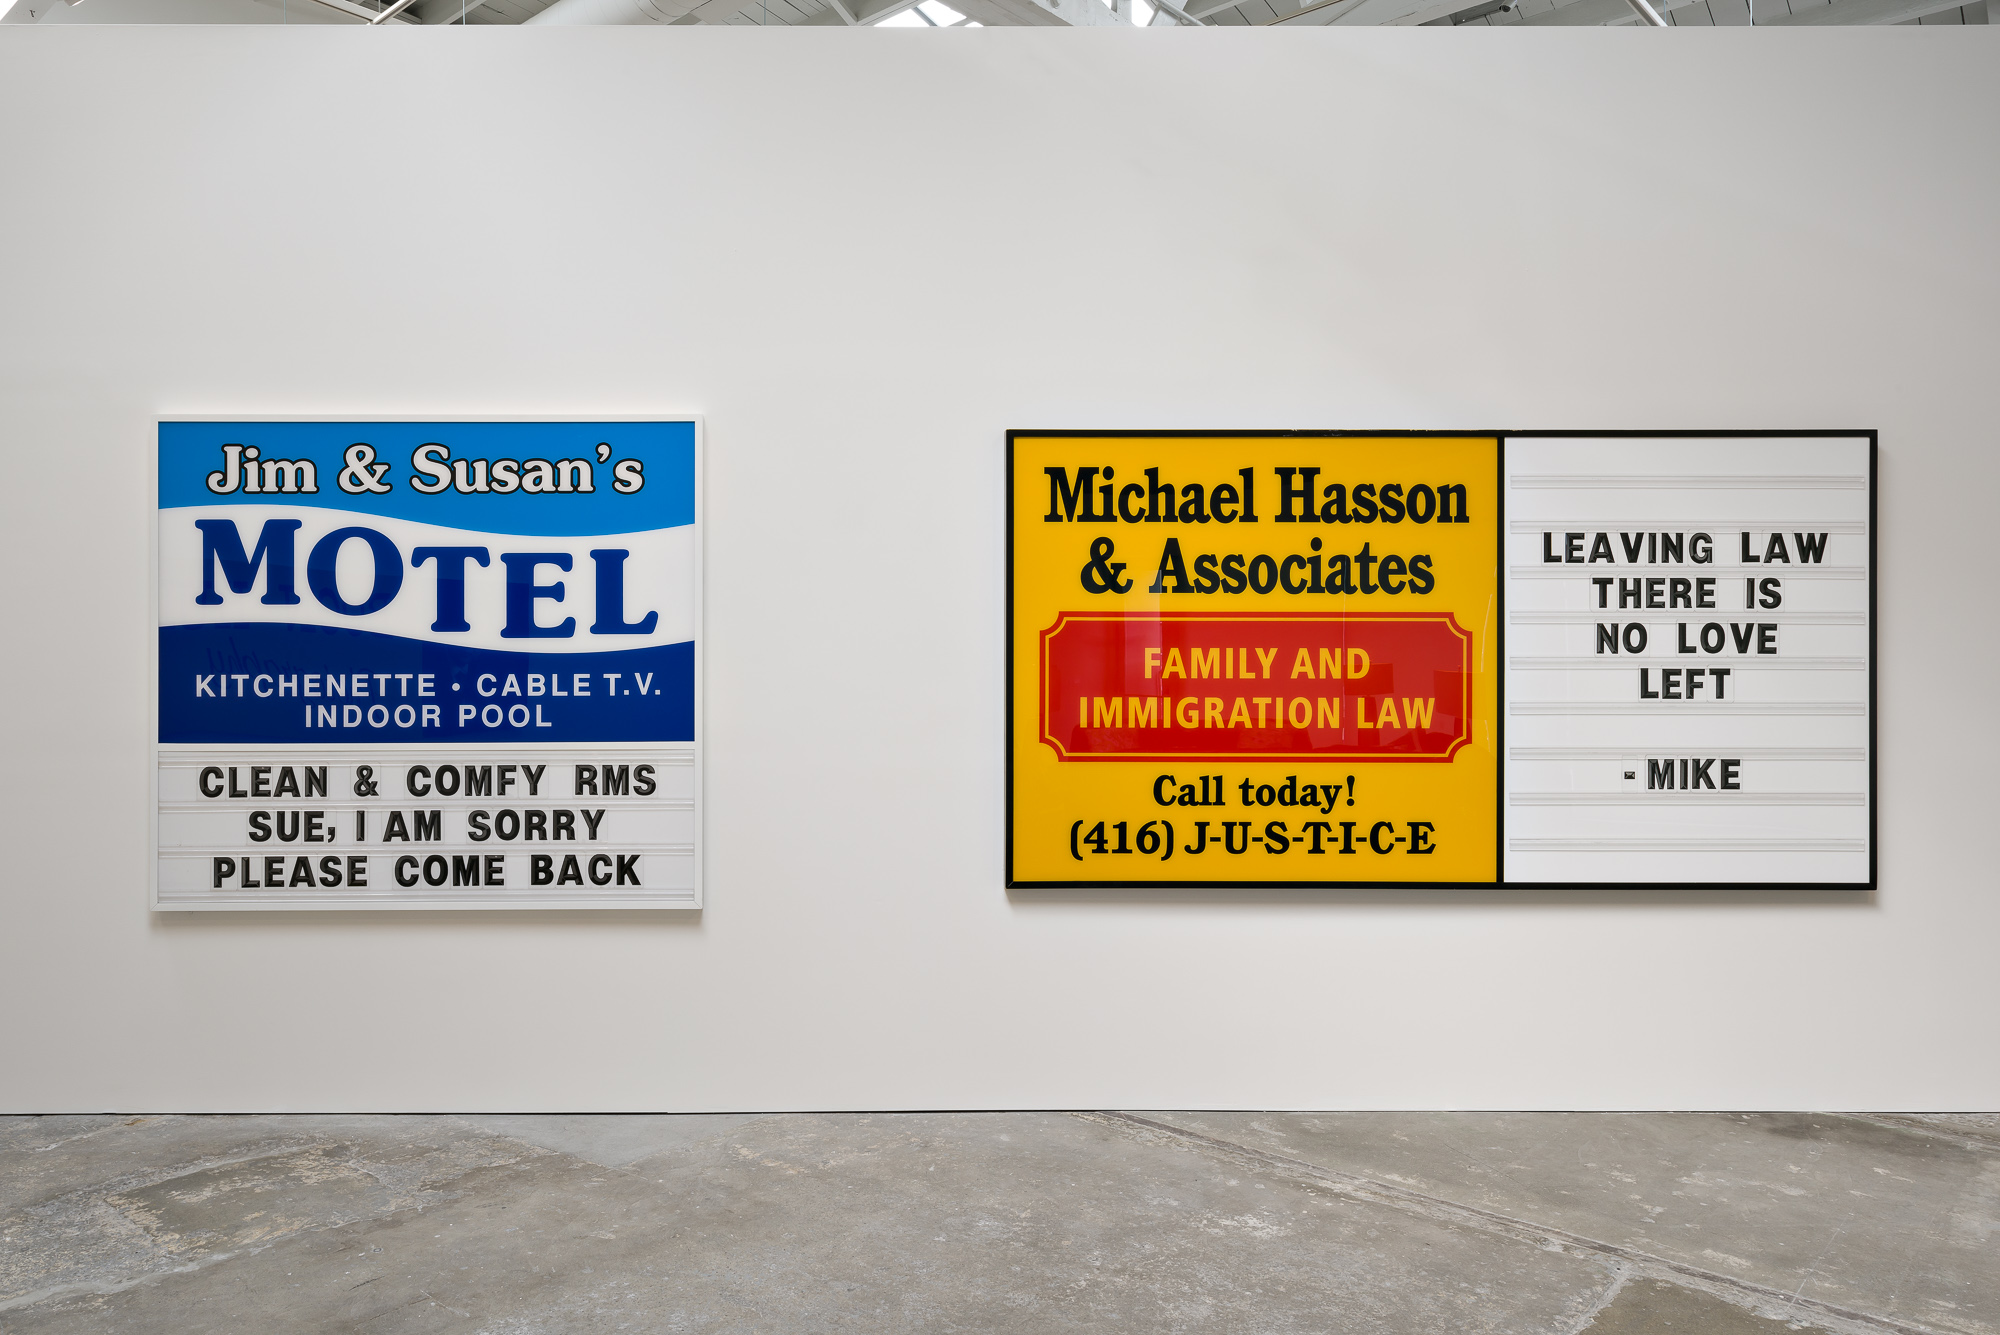 Jim & Susan's
MOTEL
KITCHENETTE • CABLE T.V.
INDOOR POOL
CLEAN & COMFY RMS
SUE, I AM SORRY
PLEASE COME BACK
Michael Hasson
& Associates
FAMILY AND
IMMIGRATION LAW
Call today!
(416) J-U-S-T-I-C-E
LEAVING LAW
THERE IS
NO LOVE
LEFT
-MIKE